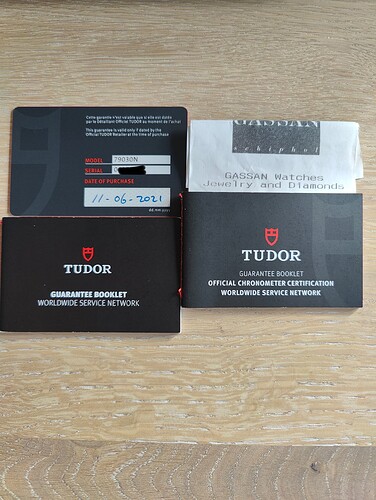 Cette garantie n'est valable que si elle est datée
par le Détaillant Officiel TUDOR au moment de l'achat
This guarantee is valid only if dated by the
Official TUDOR Retailer at the time of purchase
MODEL 79030N
SERIAL
DATE OF PURCHASE
11-06-2021
GASSAN
schiphol
GASSAN Watches
Jewelry and Diamonds
TUDOR
GUARANTEE BOOKLET
WORLDWIDE SERVICE NETWORK
TUDOR
GUARANTEE BOOKLET
OFFICIAL CHRONOMETER CERTIFICATION
WORLDWIDE SERVICE NETWORK